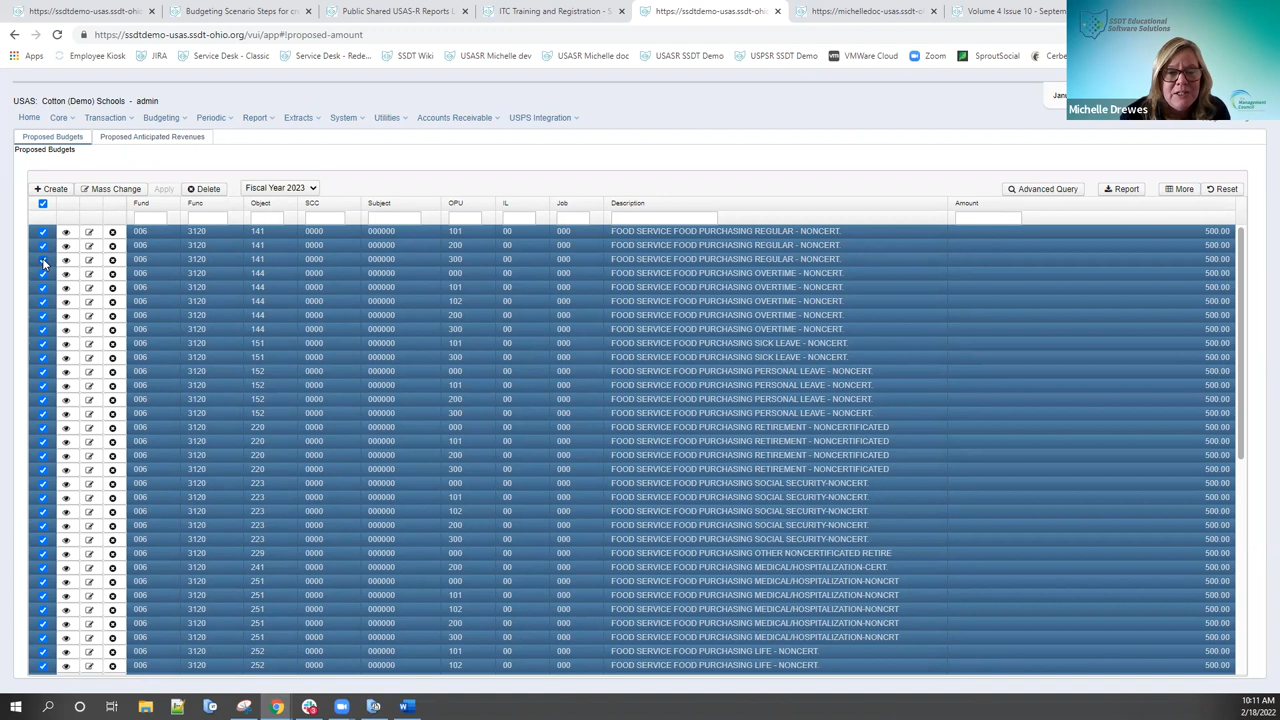 https://ssdtdemo-usas.ssdt-ohio
Budgeting Scenario Steps for cr
Public Shared USAS-R Reports L
ITC Training and Registration - S
https://ssdtdemo-usas.ssdt-ohio.
https://michelledoc-usas.ssdt-o
Volume 4 Issue 10 - Septem
https://ssdtdemo-usas.ssdt-ohio.org/vui/app#!proposed-amount
Apps
Employee Kiosk
JIRA
Service Desk - Classic
Service Desk - Rede...
SSDT Wiki
USASR Michelle dev
USASR Michelle doc
USASR SSDT Demo
USPSR SSDT Demo
VMWare Cloud
Zoom
SproutSocial
Cerbe
SSDT Educational
Software Solutions
Management
Council
Michelle Drewes
USAS: Cotton (Demo) Schools - admin
Janu
Home Core Transaction Budgeting Periodic Report Extracts System Utilities Accounts Receivable USPS Integration
Proposed Budgets Proposed Anticipated Revenues
Proposed Budgets
Create Mass Change Apply Delete Fiscal Year 2023 Advanced Query Report More Reset
Fund Func Object SCC Subject OPU IL Job Description Amount
006 3120 141 0000 000000 101 00 000 FOOD SERVICE FOOD PURCHASING REGULAR - NONCERT. 500.00
006 3120 141 0000 000000 200 00 000 FOOD SERVICE FOOD PURCHASING REGULAR - NONCERT. 500.00
006 3120 141 0000 000000 300 00 000 FOOD SERVICE FOOD PURCHASING REGULAR - NONCERT. 500.00
006 3120 144 0000 000000 000 00 000 FOOD SERVICE FOOD PURCHASING OVERTIME - NONCERT. 500.00
006 3120 144 0000 000000 101 00 000 FOOD SERVICE FOOD PURCHASING OVERTIME - NONCERT. 500.00
006 3120 144 0000 000000 102 00 000 FOOD SERVICE FOOD PURCHASING OVERTIME - NONCERT. 500.00
006 3120 144 0000 000000 200 00 000 FOOD SERVICE FOOD PURCHASING OVERTIME - NONCERT. 500.00
006 3120 144 0000 000000 300 00 000 FOOD SERVICE FOOD PURCHASING OVERTIME - NONCERT. 500.00
006 3120 151 0000 000000 101 00 000 FOOD SERVICE FOOD PURCHASING SICK LEAVE - NONCERT. 500.00
006 3120 151 0000 000000 300 00 000 FOOD SERVICE FOOD PURCHASING SICK LEAVE - NONCERT. 500.00
006 3120 152 0000 000000 000 00 000 FOOD SERVICE FOOD PURCHASING PERSONAL LEAVE - NONCERT. 500.00
006 3120 152 0000 000000 101 00 000 FOOD SERVICE FOOD PURCHASING PERSONAL LEAVE - NONCERT. 500.00
006 3120 152 0000 000000 200 00 000 FOOD SERVICE FOOD PURCHASING PERSONAL LEAVE - NONCERT. 500.00
006 3120 152 0000 000000 300 00 000 FOOD SERVICE FOOD PURCHASING PERSONAL LEAVE - NONCERT. 500.00
006 3120 220 0000 000000 000 00 000 FOOD SERVICE FOOD PURCHASING RETIREMENT - NONCERTIFICATED 500.00
006 3120 220 0000 000000 101 00 000 FOOD SERVICE FOOD PURCHASING RETIREMENT - NONCERTIFICATED 500.00
006 3120 220 0000 000000 200 00 000 FOOD SERVICE FOOD PURCHASING RETIREMENT - NONCERTIFICATED 500.00
006 3120 220 0000 000000 300 00 000 FOOD SERVICE FOOD PURCHASING RETIREMENT - NONCERTIFICATED 500.00
006 3120 223 0000 000000 000 00 000 FOOD SERVICE FOOD PURCHASING SOCIAL SECURITY-NONCERT. 500.00
006 3120 223 0000 000000 101 00 000 FOOD SERVICE FOOD PURCHASING SOCIAL SECURITY-NONCERT. 500.00
006 3120 223 0000 000000 102 00 000 FOOD SERVICE FOOD PURCHASING SOCIAL SECURITY-NONCERT. 500.00
006 3120 223 0000 000000 200 00 000 FOOD SERVICE FOOD PURCHASING SOCIAL SECURITY-NONCERT. 500.00
006 3120 223 0000 000000 300 00 000 FOOD SERVICE FOOD PURCHASING SOCIAL SECURITY-NONCERT. 500.00
006 3120 229 0000 000000 000 00 000 FOOD SERVICE FOOD PURCHASING OTHER NONCERTIFICATED RETIRE 500.00
006 3120 241 0000 000000 200 00 000 FOOD SERVICE FOOD PURCHASING MEDICAL/HOSPITALIZATION-CERT. 500.00
006 3120 251 0000 000000 000 00 000 FOOD SERVICE FOOD PURCHASING MEDICAL/HOSPITALIZATION-NONCRT 500.00
006 3120 251 0000 000000 101 00 000 FOOD SERVICE FOOD PURCHASING MEDICAL/HOSPITALIZATION-NONCRT 500.00
006 3120 251 0000 000000 102 00 000 FOOD SERVICE FOOD PURCHASING MEDICAL/HOSPITALIZATION-NONCRT 500.00
006 3120 251 0000 000000 200 00 000 FOOD SERVICE FOOD PURCHASING MEDICAL/HOSPITALIZATION-NONCRT 500.00
006 3120 251 0000 000000 300 00 000 FOOD SERVICE FOOD PURCHASING MEDICAL/HOSPITALIZATION-NONCRT 500.00
006 3120 252 0000 000000 101 00 000 FOOD SERVICE FOOD PURCHASING LIFE - NONCERT. 500.00
006 3120 252 0000 000000 102 00 000 FOOD SERVICE FOOD PURCHASING LIFE - NONCERT. 500.00
10:11 AM
2/18/2022